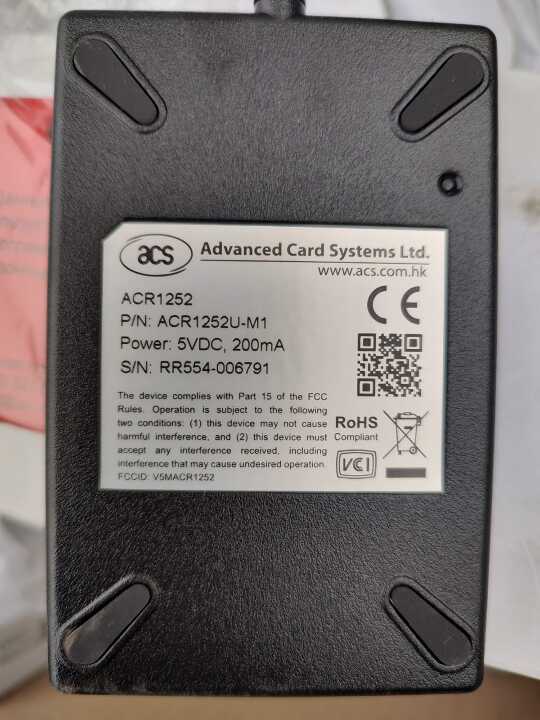 acs Advanced Card Systems Ltd.
www.acs.com.hk
ACR1252
P/N: ACR1252U-M1
Power: 5VDC, 200mA
S/N: RR554-006791
The device complies with Part 15 of the FCC
Rules. Operation is subject to the following
two conditions: (1) this device may not cause
harmful interference, and (2) this device must
accept any interference received, including
interference that may cause undesired operation.
FCCID: V5MACR1252
CE
RoHS
Compliant
VCI